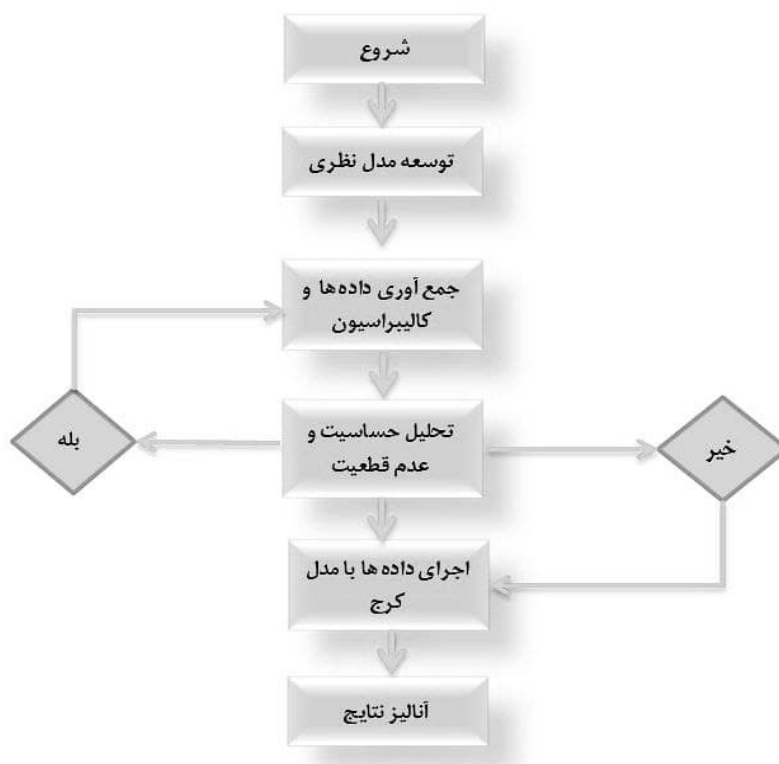 شروع
توسعه مدل نظری
جمع آوری داده‌ها و
کالیبراسیون
تحلیل حساسیت و
عدم قطعیت
بله
خیر
اجرای داده ها با مدل
کرج
آنالیز نتایج